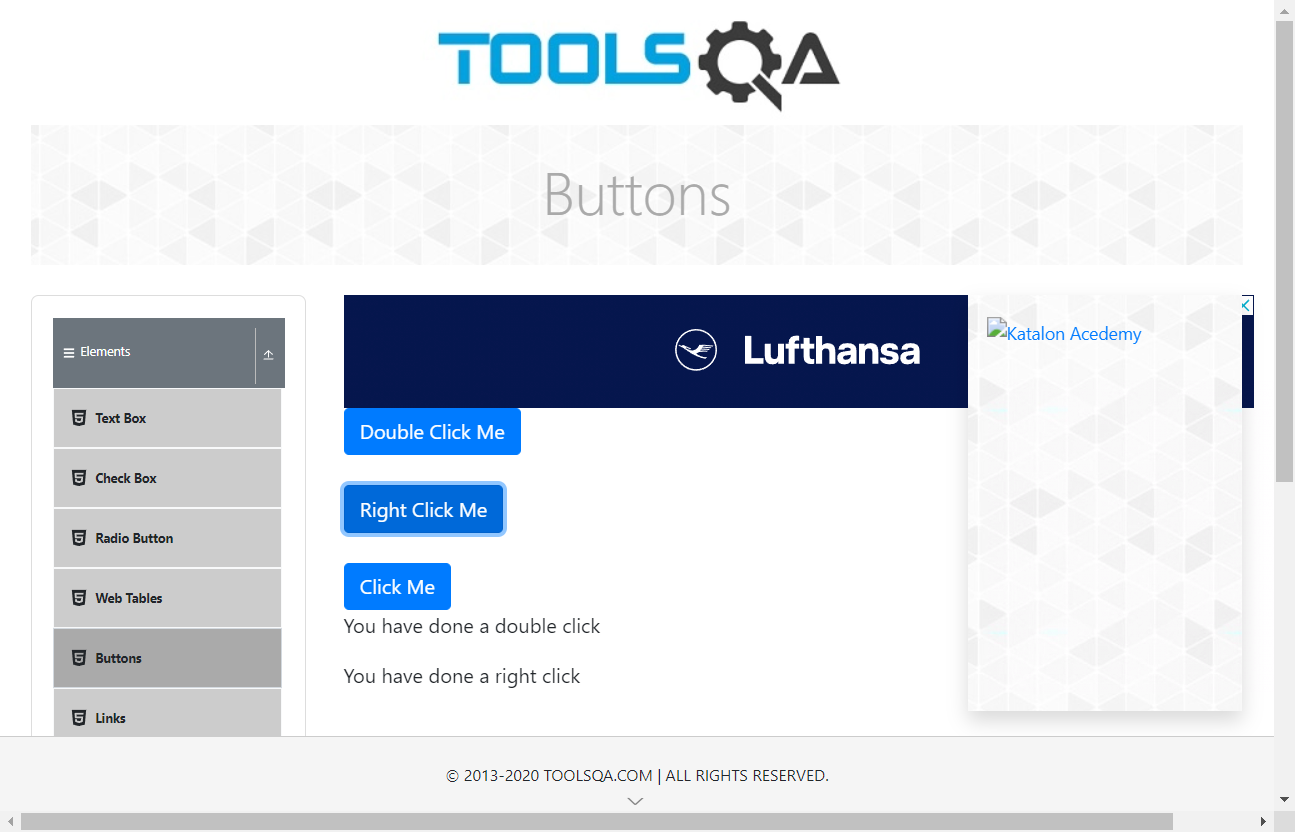 TOOLSQA
Buttons
Elements
Text Box
Check Box
Radio Button
Web Tables
Buttons
Links
Lufthansa
Katalon Acedemy
Double Click Me
Right Click Me
Click Me
You have done a double click
You have done a right click
© 2013-2020 TOOLSQA.COM | ALL RIGHTS RESERVED.